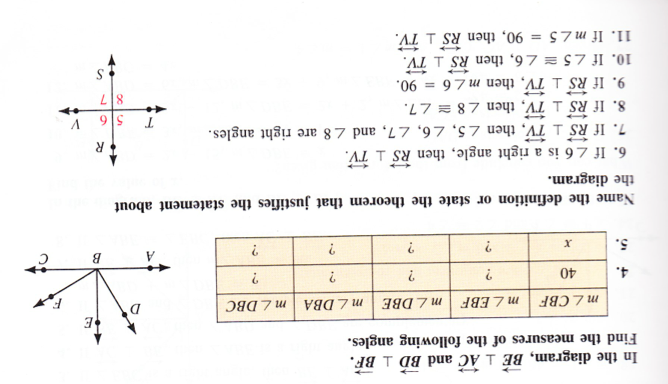 In the diagram, BE ⊥ AC and BD ⊥ BF.
Find the measures of the following angles.
m∠CBF m∠EBF m∠DBE m∠DBA m∠DBC
4. 40 ? ? ? ?
5. x ? ? ? ?
D
E
F
A
B
C
Name the definition or state the theorem that justifies the statement about
the diagram.
6. If ∠6 is a right angle, then RS ⊥ TV.
7. If RS ⊥ TV, then ∠5, ∠6, ∠7, and ∠8 are right angles.
8. If RS ⊥ TV, then ∠8 ≅ ∠7.
9. If RS ⊥ TV, then m∠6 = 90.
10. If ∠5 ≅ ∠6, then RS ⊥ TV.
11. If m∠5 = 90, then RS ⊥ TV.
R
T
5 6
V
8 7
S